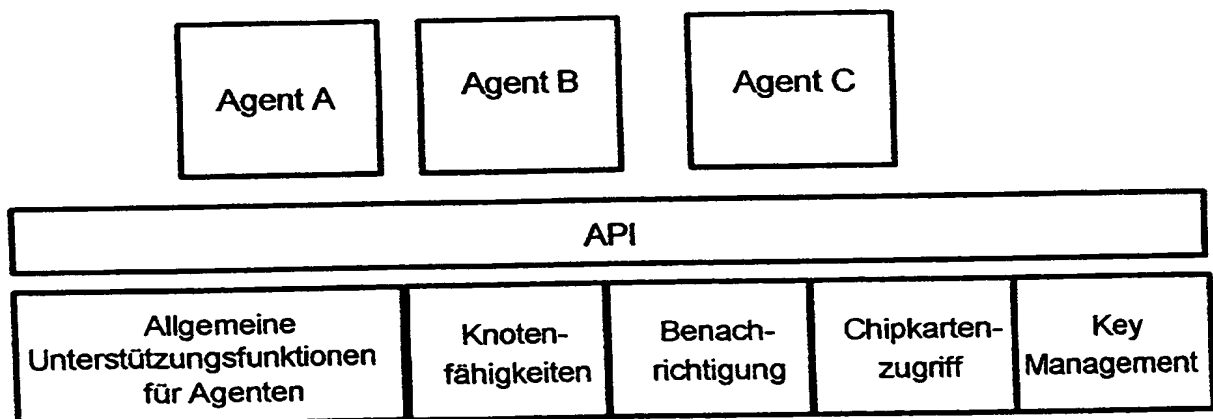 Agent A
Agent B
Agent C
API
Allgemeine
Unterstützungsfunktionen
für Agenten
Knoten-
fähigkeiten
Benach-
richtigung
Chipkarten-
zugriff
Key
Management